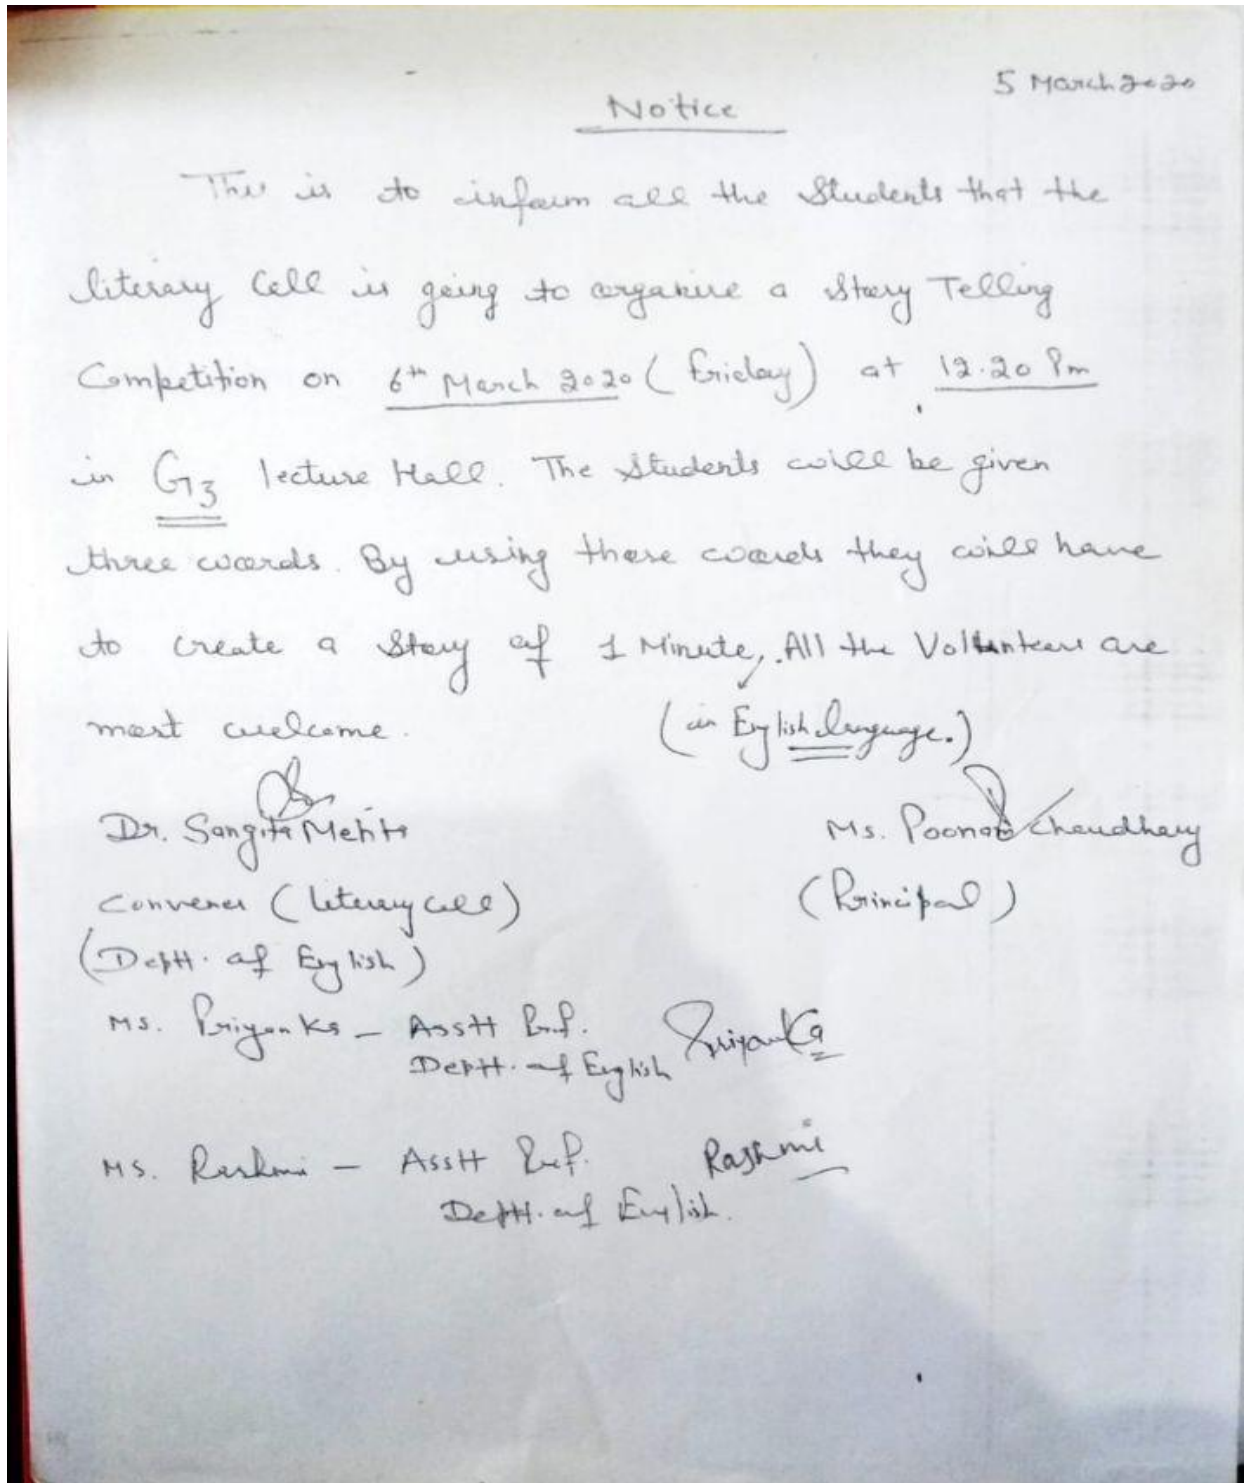 5 March 2020
Notice
This is to inform all the Students that the
literary Cell is going to organise a Story Telling
Competition on 6th March 2020 (Friday) at 12.20 Pm
in G3 lecture Hall. The Students will be given
three words. By using these words they will have
to create a Story of 1 Minute, All the Volunteers are
most welcome. (in English language.)
Dr. Sangita Mehta Ms. Poonam Chaudhary
Convener (literary cell) (Principal)
(Deptt. of English)
Ms. Priyanka - Asstt Prof. Priyanka
Deptt. of English
Ms. Rashmi - Asstt Prof. Rashmi
Deptt. of English.